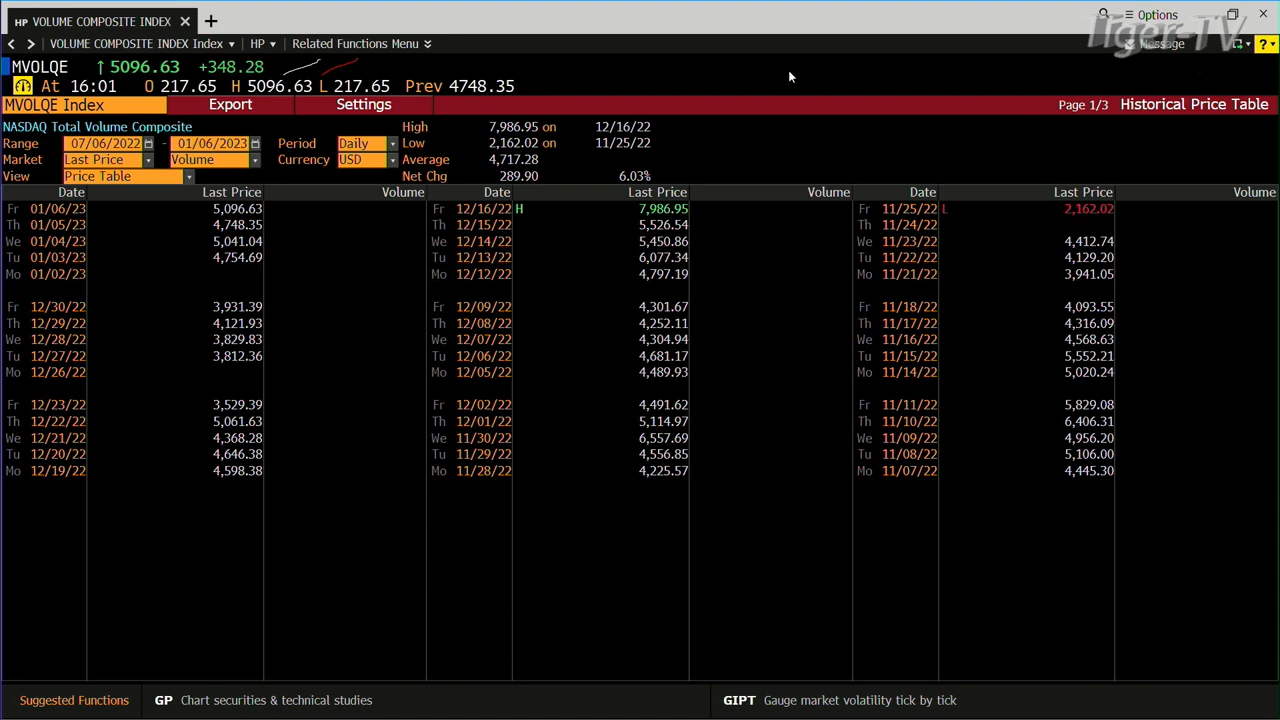 HP VOLUME COMPOSITE INDEX × +
Options
Tiger-TV
< > VOLUME COMPOSITE INDEX Index HP Related Functions Menu
Message
?
MVOLQE ↑ 5096.63 +348.28
At 16:01 O 217.65 H 5096.63 L 217.65 Prev 4748.35
MVOLQE Index Export Settings Page 1/3 Historical Price Table
NASDAQ Total Volume Composite High 7,986.95 on 12/16/22
Range 07/06/2022 - 01/06/2023 Period Daily Low 2,162.02 on 11/25/22
Market Last Price Volume Currency USD Average 4,717.28
View Price Table Net Chg 289.90 6.03%
Date Last Price Volume Date Last Price Volume Date Last Price Volume
Fr 01/06/23 5,096.63 Fr 12/16/22 H 7,986.95 Fr 11/25/22 L 2,162.02
Th 01/05/23 4,748.35 Th 12/15/22 5,526.54 Th 11/24/22
We 01/04/23 5,041.04 We 12/14/22 5,450.86 We 11/23/22 4,412.74
Tu 01/03/23 4,754.69 Tu 12/13/22 6,077.34 Tu 11/22/22 4,129.20
Mo 01/02/23 Mo 12/12/22 4,797.19 Mo 11/21/22 3,941.05
Fr 12/30/22 3,931.39 Fr 12/09/22 4,301.67 Fr 11/18/22 4,093.55
Th 12/29/22 4,121.93 Th 12/08/22 4,252.11 Th 11/17/22 4,316.09
We 12/28/22 3,829.83 We 12/07/22 4,304.94 We 11/16/22 4,568.63
Tu 12/27/22 3,812.36 Tu 12/06/22 4,681.17 Tu 11/15/22 5,552.21
Mo 12/26/22 Mo 12/05/22 4,489.93 Mo 11/14/22 5,020.24
Fr 12/23/22 3,529.39 Fr 12/02/22 4,491.62 Fr 11/11/22 5,829.08
Th 12/22/22 5,061.63 Th 12/01/22 5,114.97 Th 11/10/22 6,406.31
We 12/21/22 4,368.28 We 11/30/22 6,557.69 We 11/09/22 4,956.20
Tu 12/20/22 4,646.38 Tu 11/29/22 4,556.85 Tu 11/08/22 5,106.00
Mo 12/19/22 4,598.38 Mo 11/28/22 4,225.57 Mo 11/07/22 4,445.30
Suggested Functions GP Chart securities & technical studies GIPT Gauge market volatility tick by tick